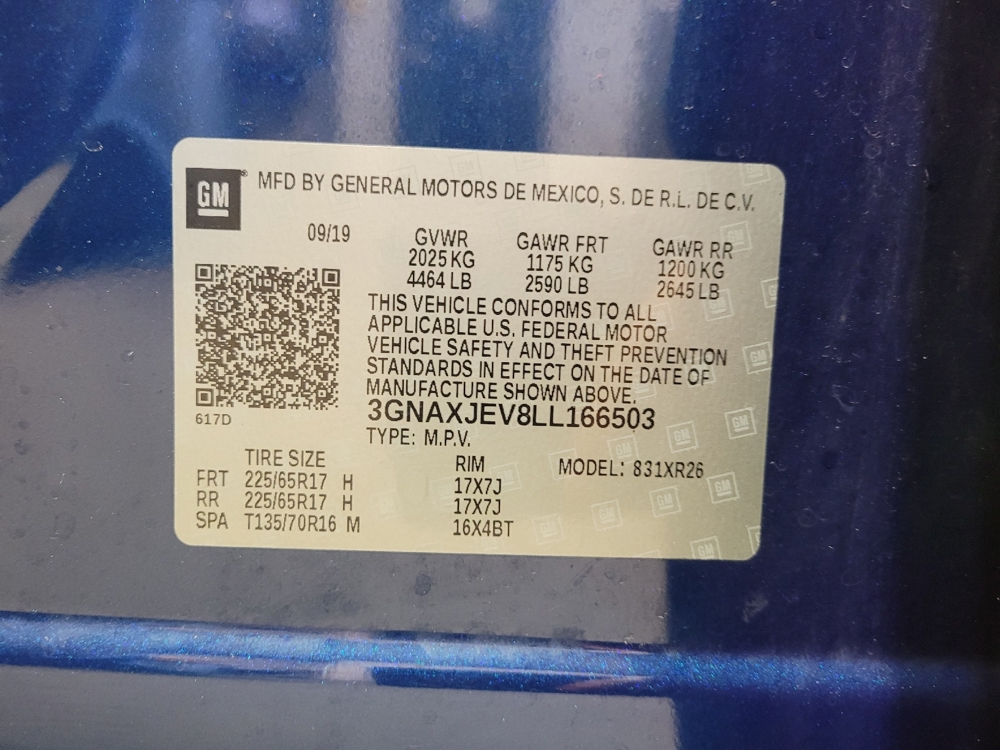 GM
MFD BY GENERAL MOTORS DE MEXICO, S. DE R.L. DE C.V.
09/19 GVWR GAWR FRT GAWR RR
2025 KG 1175 KG 1200 KG
4464 LB 2590 LB 2645 LB
THIS VEHICLE CONFORMS TO ALL
APPLICABLE U.S. FEDERAL MOTOR
VEHICLE SAFETY AND THEFT PREVENTION
STANDARDS IN EFFECT ON THE DATE OF
MANUFACTURE SHOWN ABOVE.
3GNAXJEV8LL166503
617D
TYPE: M.P.V.
TIRE SIZE RIM MODEL: 831XR26
FRT 225/65R17 H 17X7J
RR 225/65R17 H 17X7J
SPA T135/70R16 M 16X4BT